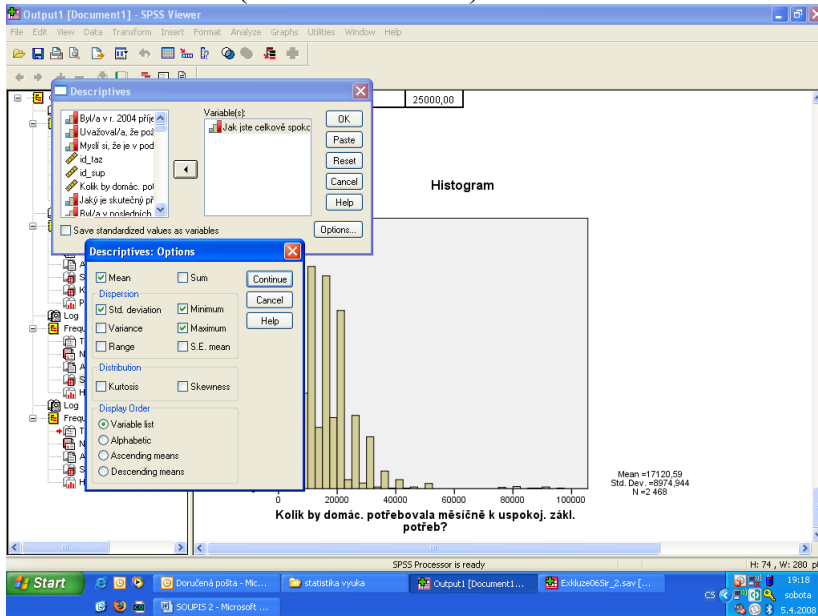 Output1 [Document1] - SPSS Viewer
File Edit View Data Transform Insert Format Analyze Graphs Utilities Window Help
25000,00
Descriptives
Byl/a v r. 2004 příje
Uvažoval/a, že pož
Myslí si, že je v pod
id_taz
id_sup
Kolik by domác. pot
Jaký je skutečný př
Byl/a v posledních
Variable(s):
Jak jste celkově spokc
OK
Paste
Reset
Cancel
Help
Save standardized values as variables
Options...
Descriptives: Options
Mean
Sum
Continue
Dispersion
Cancel
Std. deviation
Minimum
Help
Variance
Maximum
Range
S.E. mean
Distribution
Kurtosis
Skewness
Display Order
Variable list
Alphabetic
Ascending means
Descending means
Log
Frequ
T
N
A
S
H
Log
Frequ
T
N
A
S
H
Histogram
0 20000 40000 60000 80000 100000
Kolik by domác. potřebovala měsíčně k uspokoj. zákl.
potřeb?
Mean =17120,59
Std. Dev. =8974,944
N =2 468
SPSS Processor is ready
H: 74 , W: 280 p
Start
Doručená pošta - Mic...
statistika vyuka
Output1 [Document1...
Exkluze065ir_2.sav [...
SOUPIS 2 - Microsoft ...
CS
19:18
sobota
5.4.2008